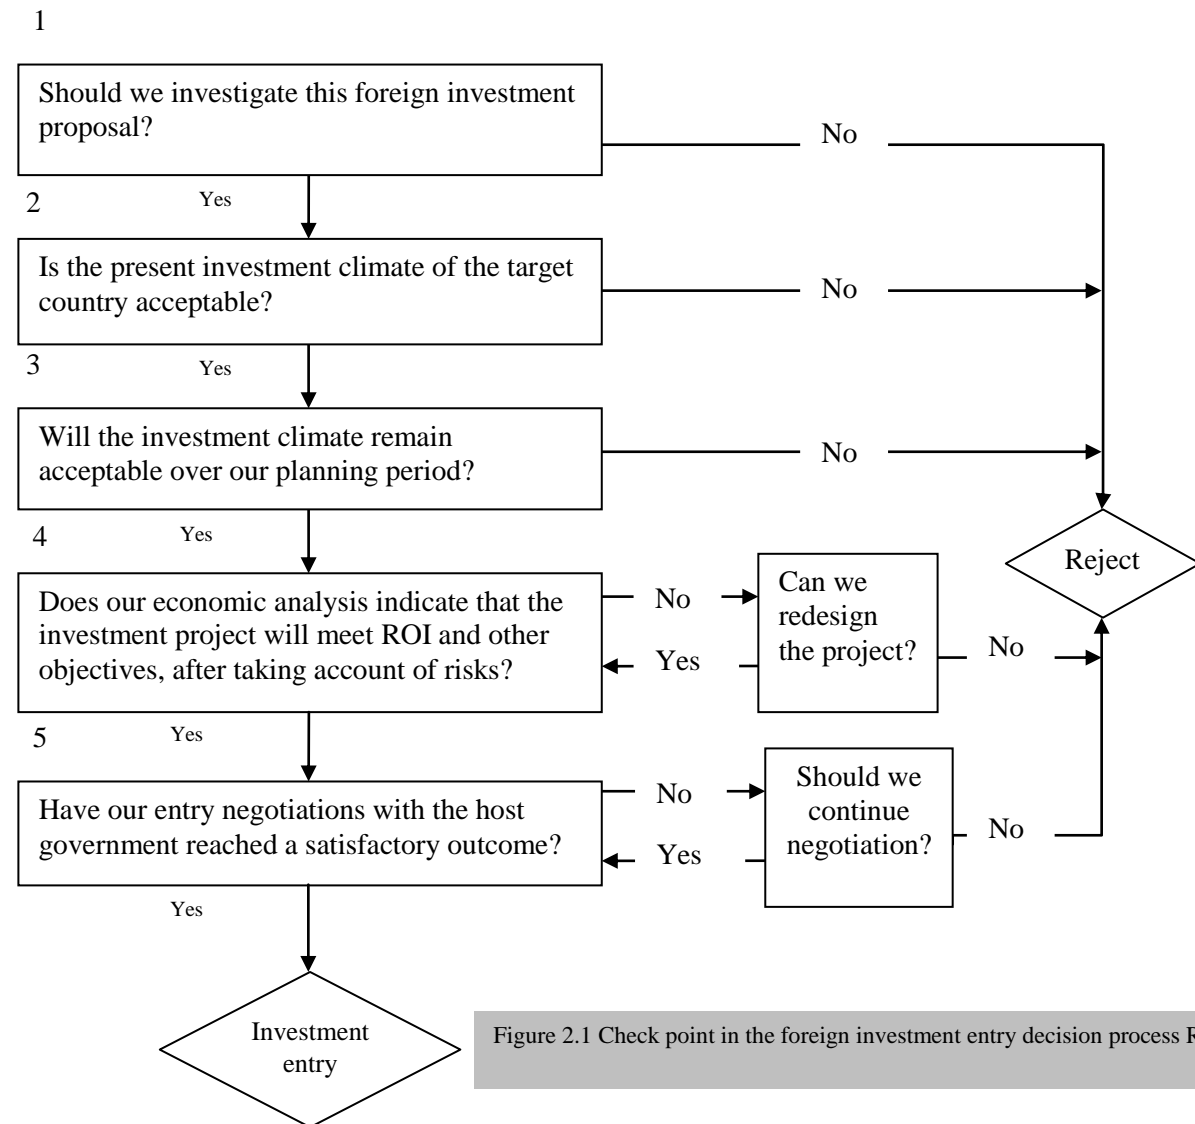 1
Should we investigate this foreign investment
proposal?
No
2
Yes
Is the present investment climate of the target
country acceptable?
No
3
Yes
Will the investment climate remain
acceptable over our planning period?
No
4
Yes
Reject
Does our economic analysis indicate that the
investment project will meet ROI and other
objectives, after taking account of risks?
No
Yes
Can we
redesign
the project?
No
5
Yes
Have our entry negotiations with the host
government reached a satisfactory outcome?
No
Yes
Should we
continue
negotiation?
No
Yes
Investment
entry
Figure 2.1 Check point in the foreign investment entry decision process